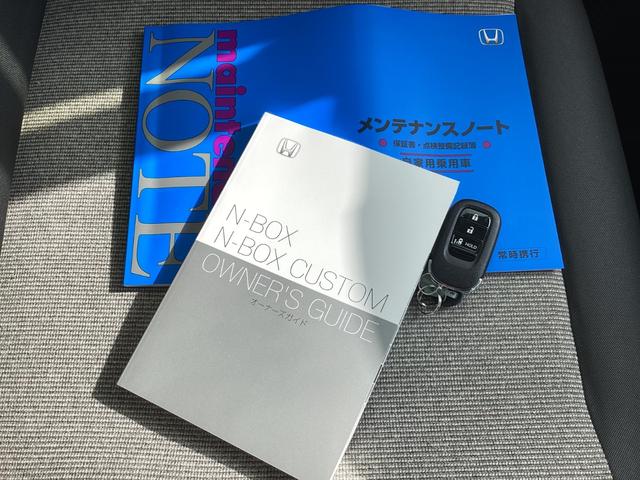 maintenance
NOTE
メンテナンスノート
保証書・点検整備記録簿
自家用乗用車
常時携行
N-BOX
N-BOX CUSTOM
OWNER'S GUIDE
オーナーズガイド
HOLD